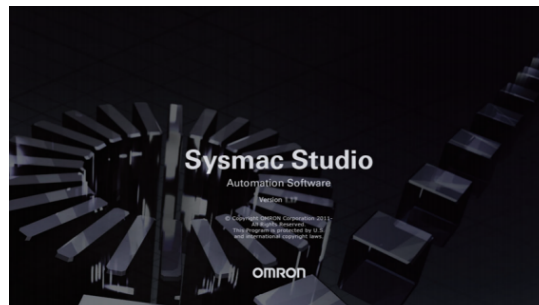 Sysmac Studio
Automation Software
Version
© Copyright OMRON Corporation 2011-
All Rights Reserved.
This Program is protected by U.S.
and international copyright laws.
OMRON